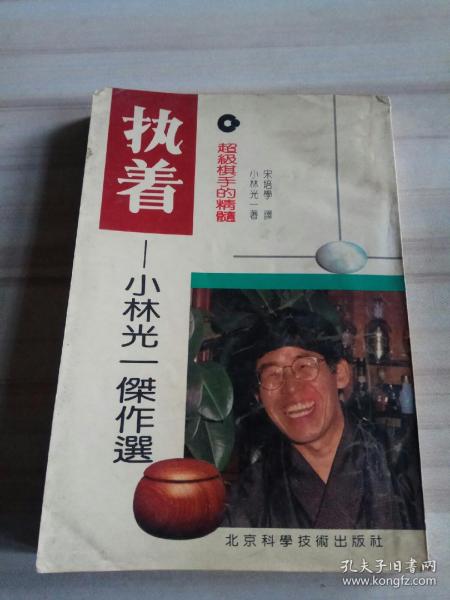 执着
—小林光一傑作選
超級棋手的精髓
小林光一 著
宋培學 譯
北京科學技術出版社
孔夫子旧书网
www.kongfz.com